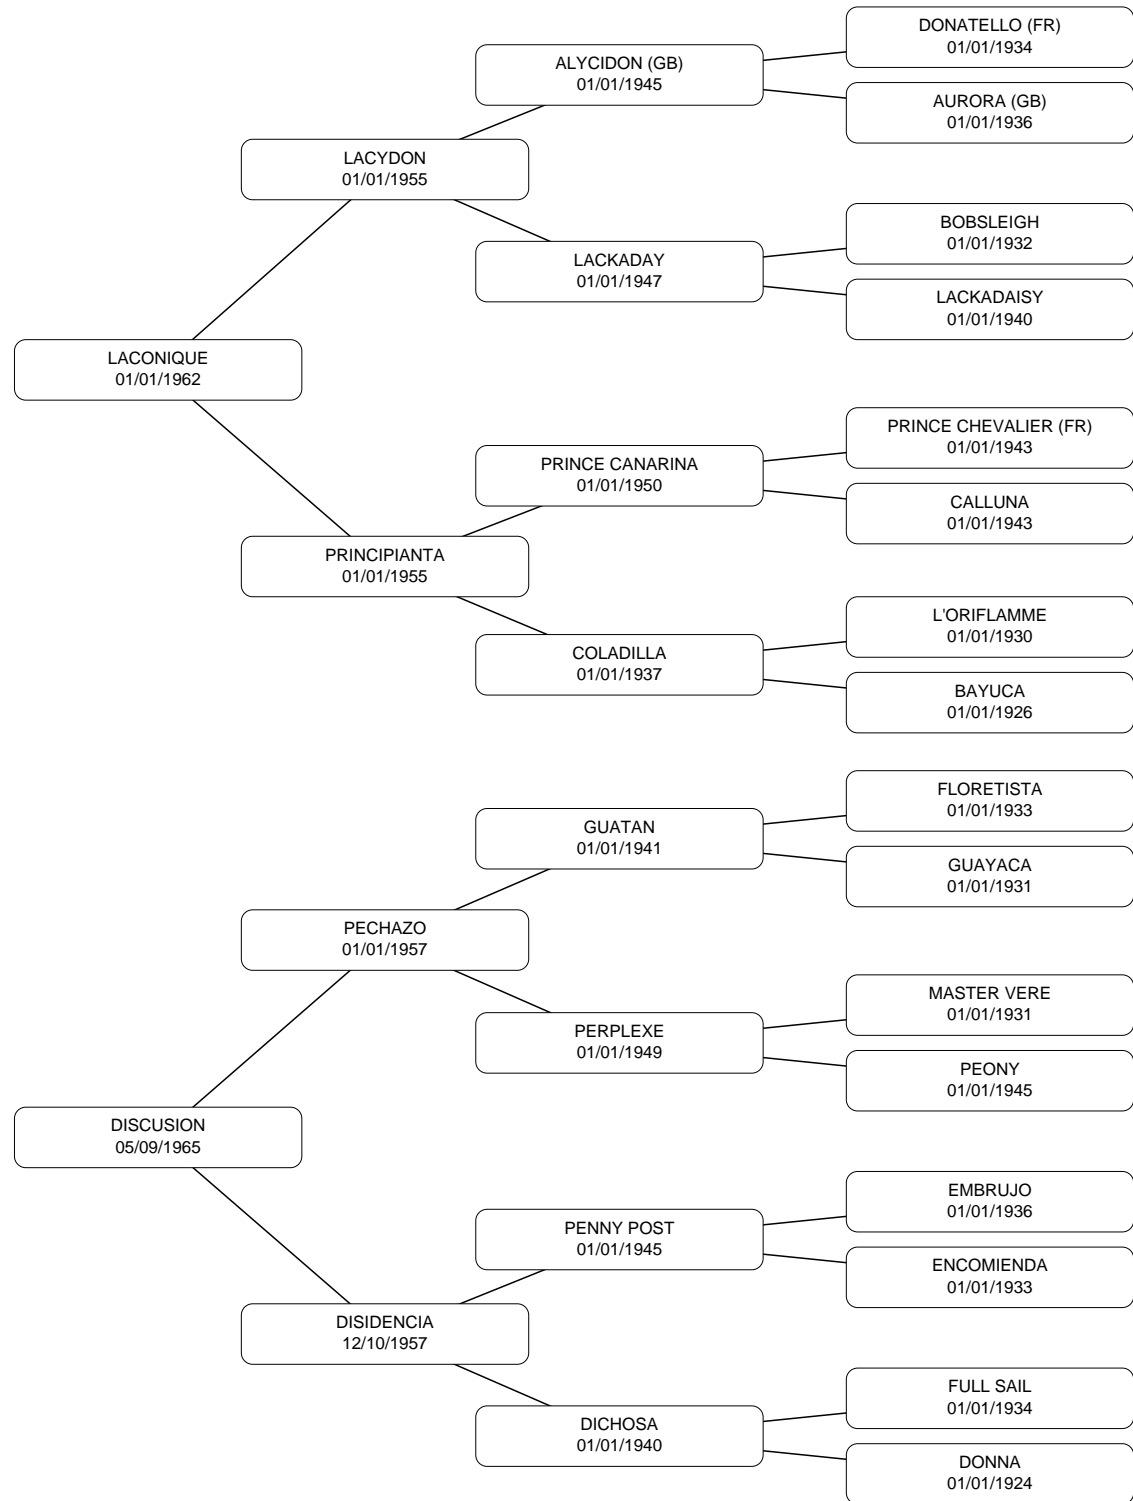 DONATELLO (FR)
01/01/1934
ALYCIDON (GB)
01/01/1945
AURORA (GB)
01/01/1936
LACYDON
01/01/1955
BOBSLEIGH
01/01/1932
LACKADAY
01/01/1947
LACKADAISY
01/01/1940
LACONIQUE
01/01/1962
PRINCE CHEVALIER (FR)
01/01/1943
PRINCE CANARINA
01/01/1950
CALLUNA
01/01/1943
PRINCIPIANTA
01/01/1955
L'ORIFLAMME
01/01/1930
COLADILLA
01/01/1937
BAYUCA
01/01/1926
FLORETISTA
01/01/1933
GUATAN
01/01/1941
GUAYACA
01/01/1931
PECHAZO
01/01/1957
MASTER VERE
01/01/1931
PERPLEXE
01/01/1949
PEONY
01/01/1945
DISCUSION
05/09/1965
EMBRUJO
01/01/1936
PENNY POST
01/01/1945
ENCOMIENDA
01/01/1933
DISIDENCIA
12/10/1957
FULL SAIL
01/01/1934
DICHOSA
01/01/1940
DONNA
01/01/1924